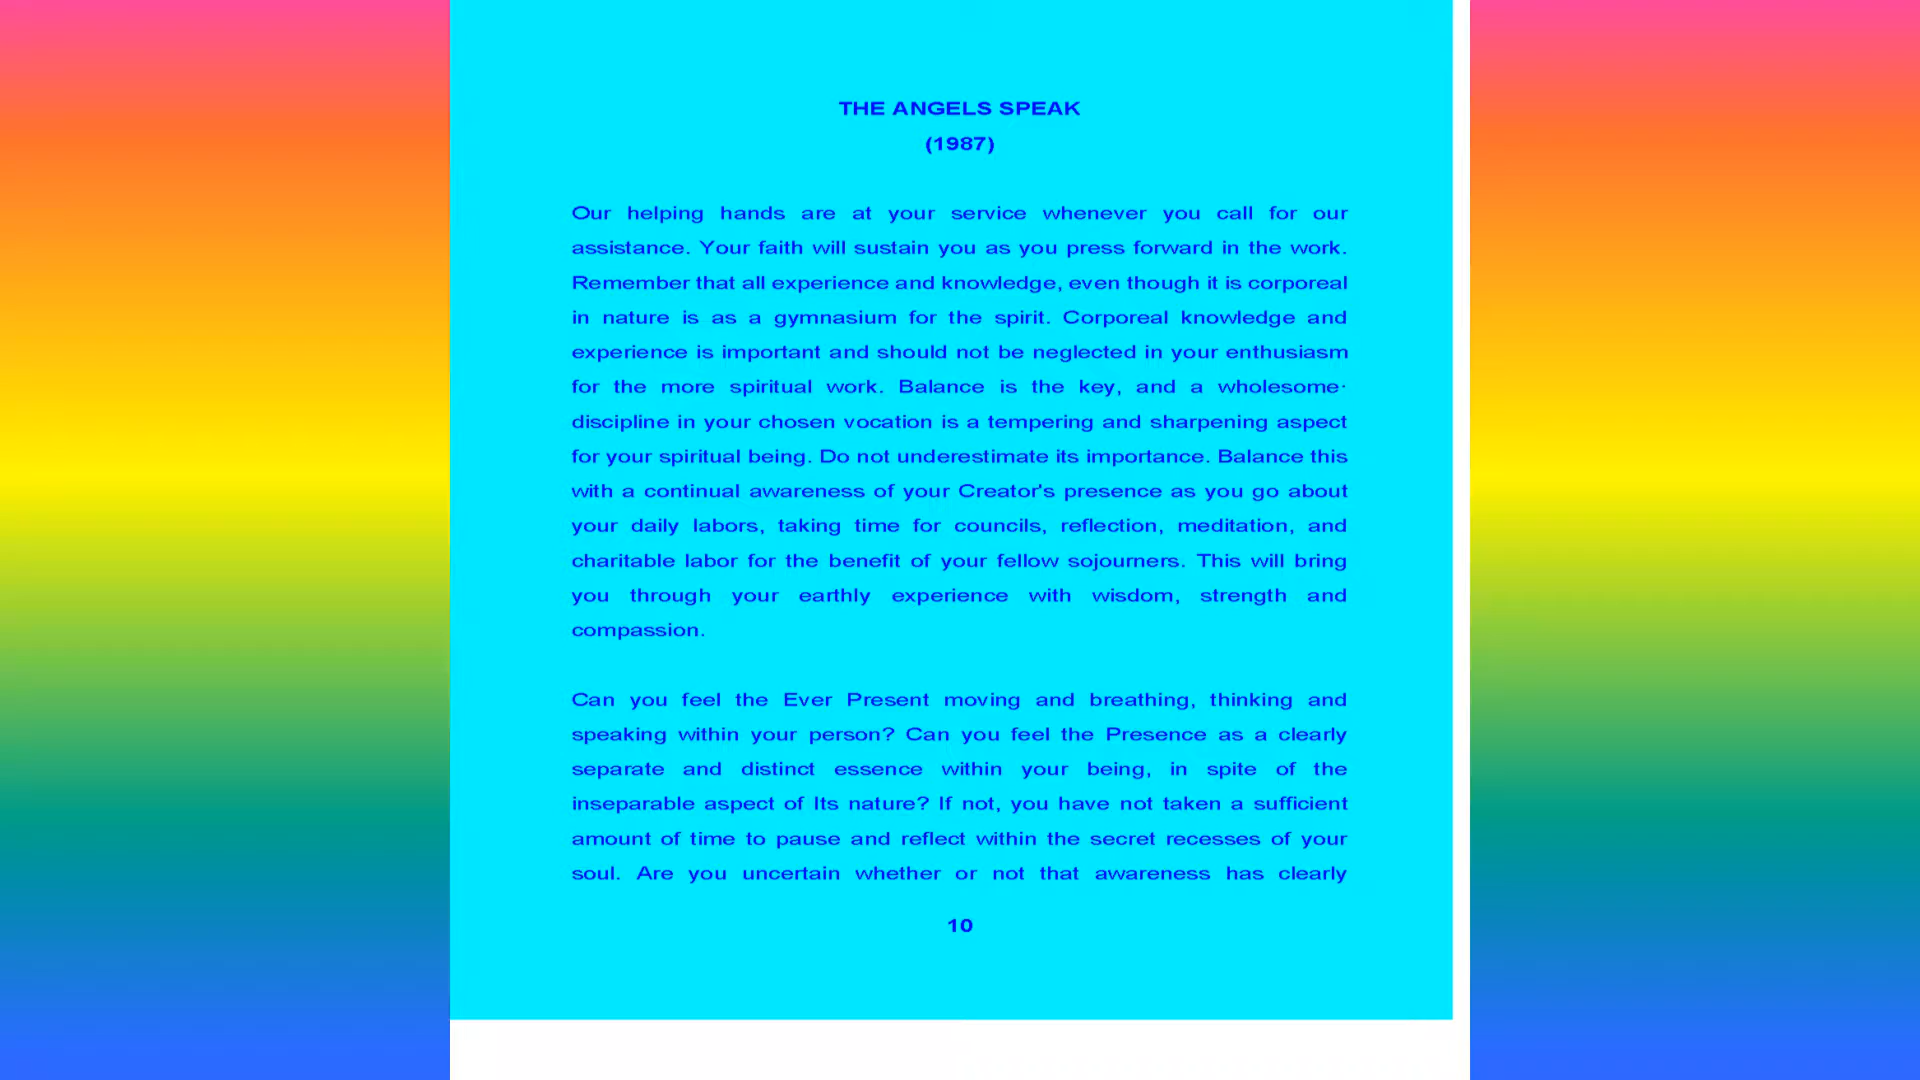 THE ANGELS SPEAK
(1987)
Our helping hands are at your service whenever you call for our
assistance. Your faith will sustain you as you press forward in the work.
Remember that all experience and knowledge, even though it is corporeal
in nature is as a gymnasium for the spirit. Corporeal knowledge and
experience is important and should not be neglected in your enthusiasm
for the more spiritual work. Balance is the key, and a wholesome·
discipline in your chosen vocation is a tempering and sharpening aspect
for your spiritual being. Do not underestimate its importance. Balance this
with a continual awareness of your Creator's presence as you go about
your daily labors, taking time for councils, reflection, meditation, and
charitable labor for the benefit of your fellow sojourners. This will bring
you through your earthly experience with wisdom, strength and
compassion.
Can you feel the Ever Present moving and breathing, thinking and
speaking within your person? Can you feel the Presence as a clearly
separate and distinct essence within your being, in spite of the
inseparable aspect of Its nature? If not, you have not taken a sufficient
amount of time to pause and reflect within the secret recesses of your
soul. Are you uncertain whether or not that awareness has clearly
10